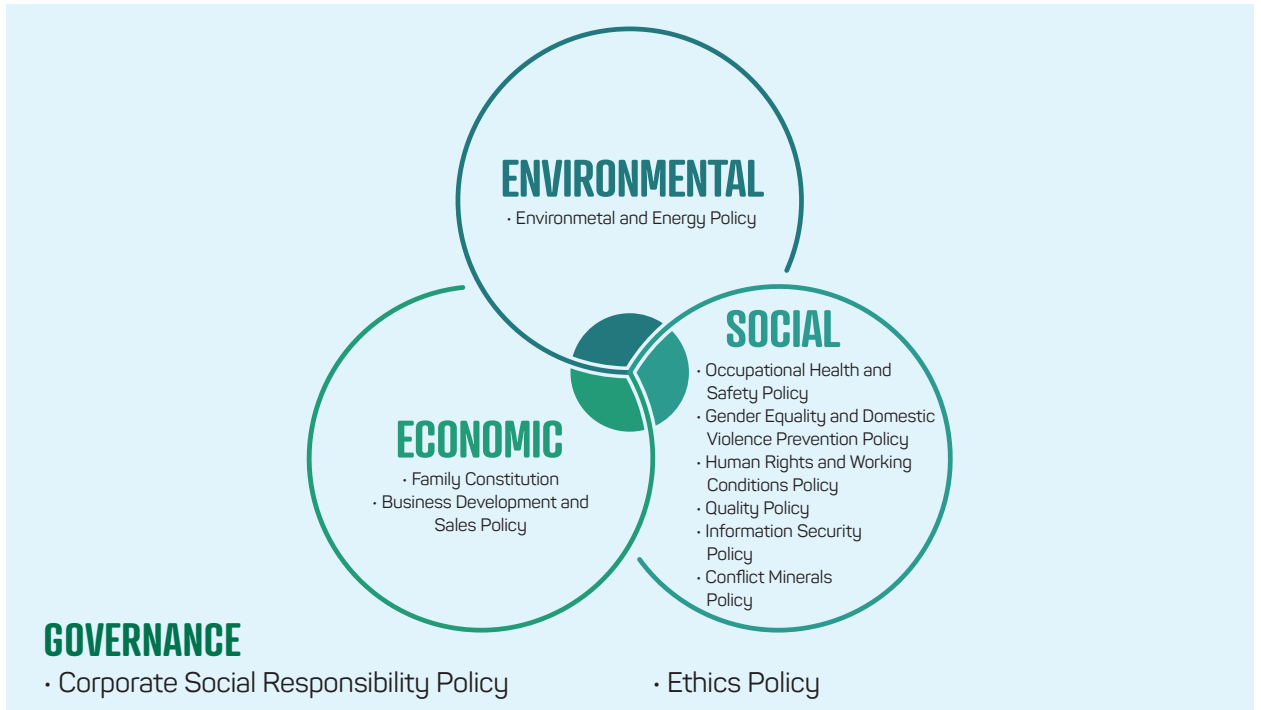 ENVIRONMENTAL
· Environmetal and Energy Policy
SOCIAL
· Occupational Health and
Safety Policy
· Gender Equality and Domestic
Violence Prevention Policy
· Human Rights and Working
Conditions Policy
· Quality Policy
· Information Security
Policy
· Conflict Minerals
Policy
ECONOMIC
· Family Constitution
· Business Development and
Sales Policy
GOVERNANCE
· Corporate Social Responsibility Policy
· Ethics Policy